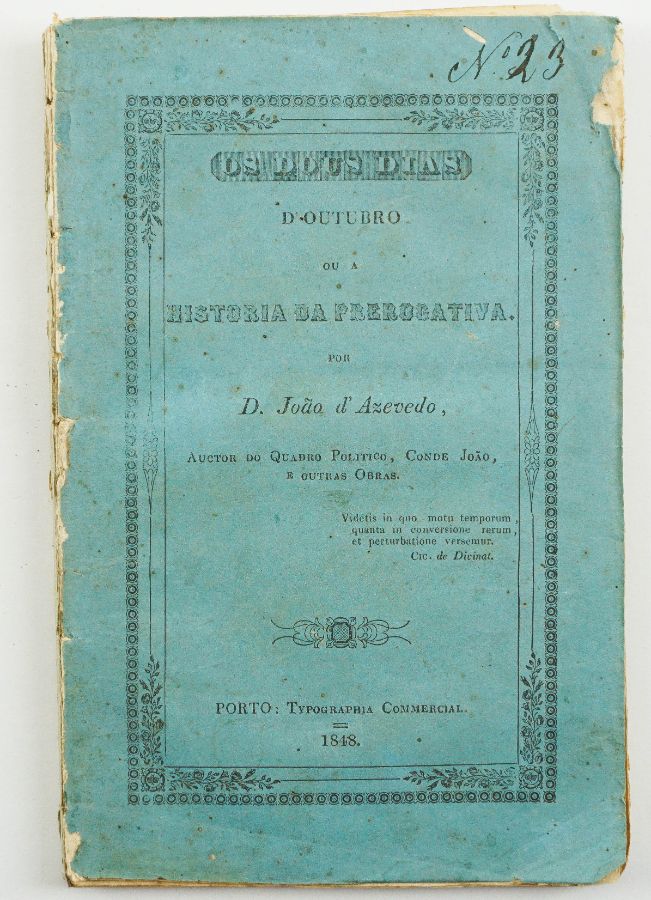 Nº 23
OS DOUS DIAS
D'OUTUBRO
OU A
HISTORIA DA PREROGATIVA.
POR
D. João d'Azevedo,
AUCTOR DO QUADRO POLITICO, CONDE JOÃO,
E OUTRAS OBRAS.
Videtis in quo motu temporum,
quanta in conversione rerum,
et perturbatione versemur.
CIC. de Divinat.
PORTO: TYPOGRAPHIA COMMERCIAL.
1848.